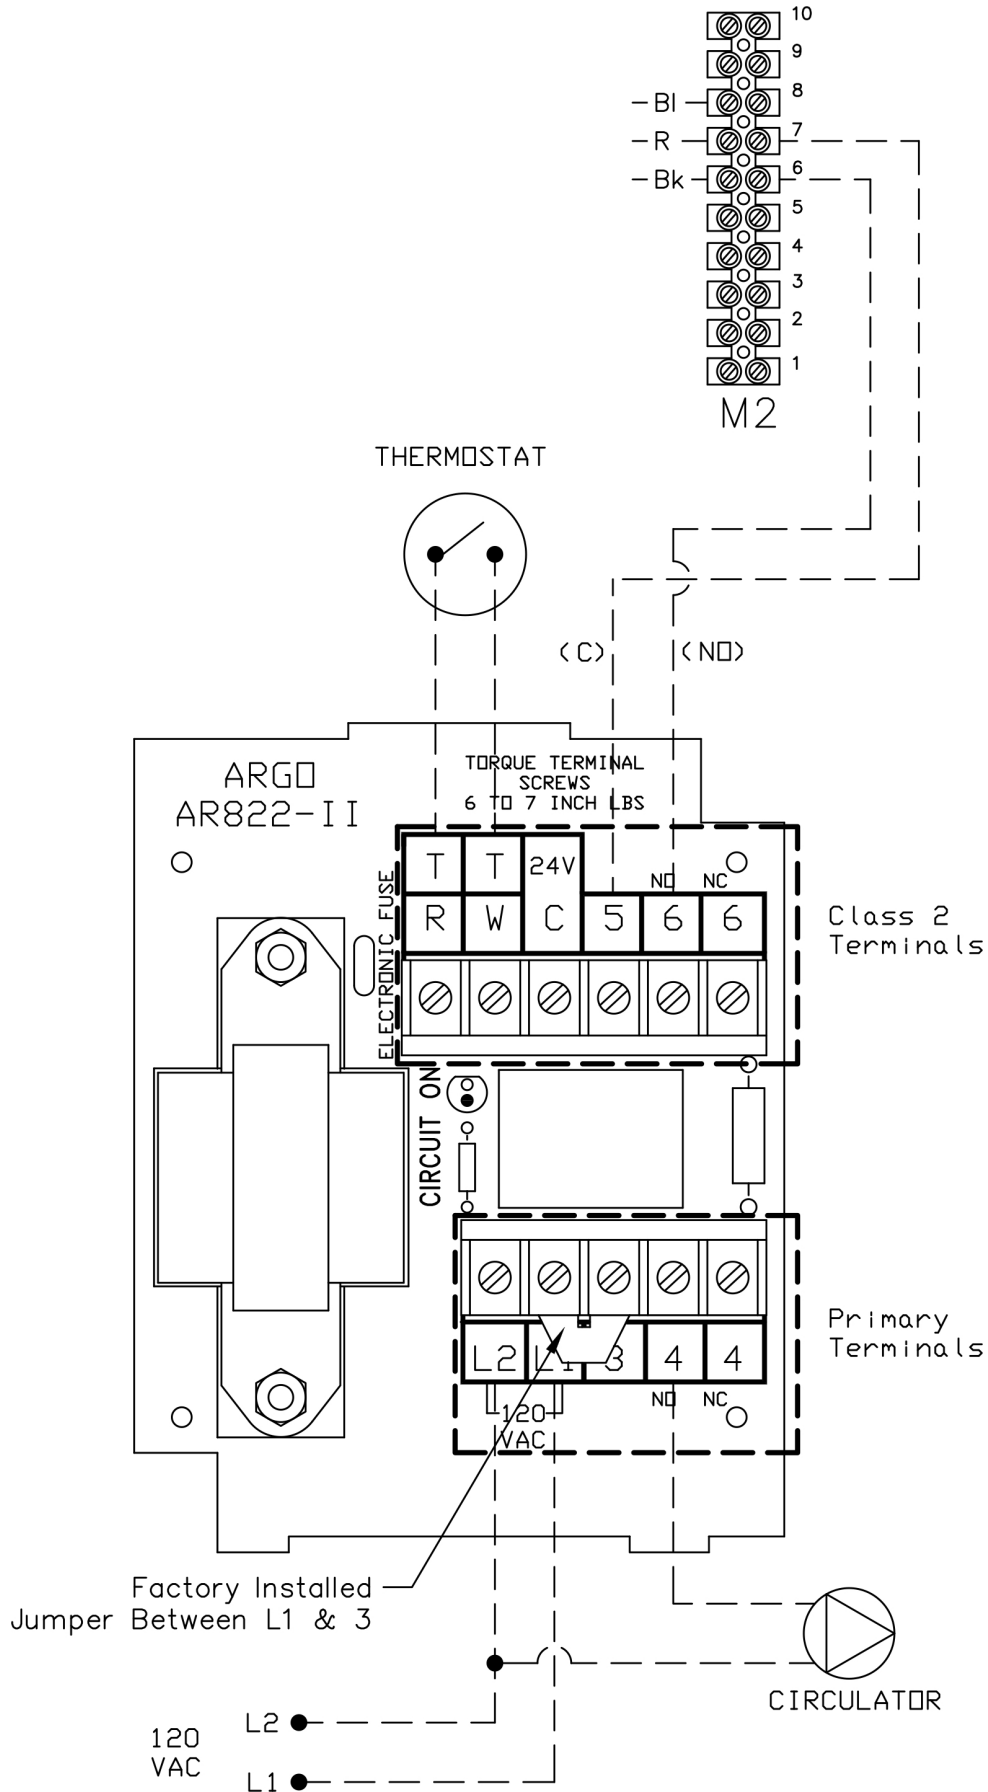 10
9
Bl 8
R 7
Bk 6
5
4
3
2
1
M2
THERMOSTAT
(C) (NO)
ARGO
AR822-II
TORQUE TERMINAL
SCREWS
6 TO 7 INCH LBS
ELECTRONIC FUSE
T T 24V
NO NC
R W C 5 6 6
Class 2
Terminals
CIRCUIT ON
Primary
Terminals
L2 L1 3 4 4
NO NC
120
VAC
Factory Installed
Jumper Between L1 & 3
CIRCULATOR
120
VAC
L2
L1